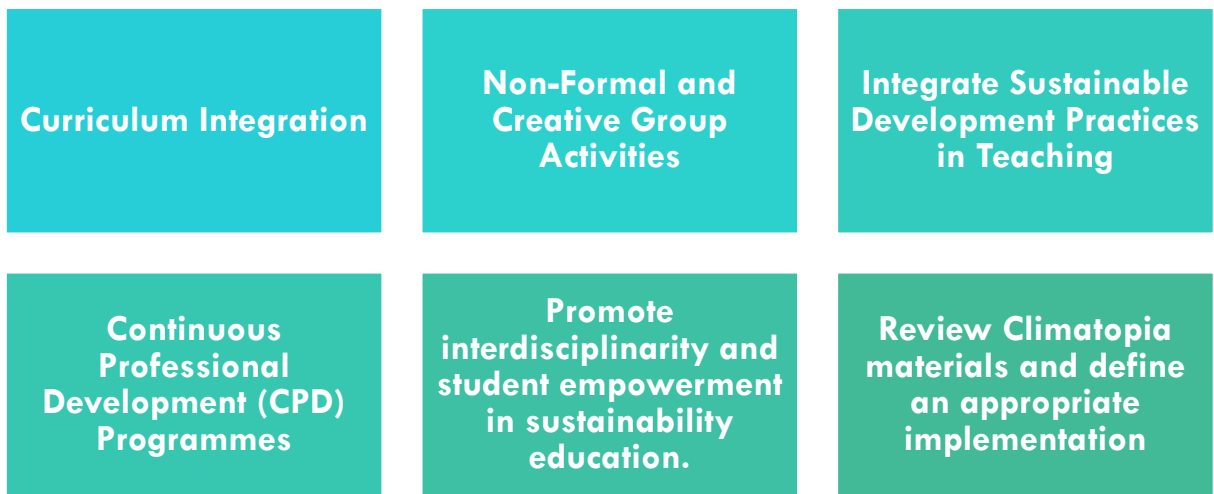 Curriculum Integration
Non-Formal and
Creative Group
Activities
Integrate Sustainable
Development Practices
in Teaching
Continuous
Professional
Development (CPD)
Programmes
Promote
interdisciplinarity and
student empowerment
in sustainability
education.
Review Climatopia
materials and define
an appropriate
implementation